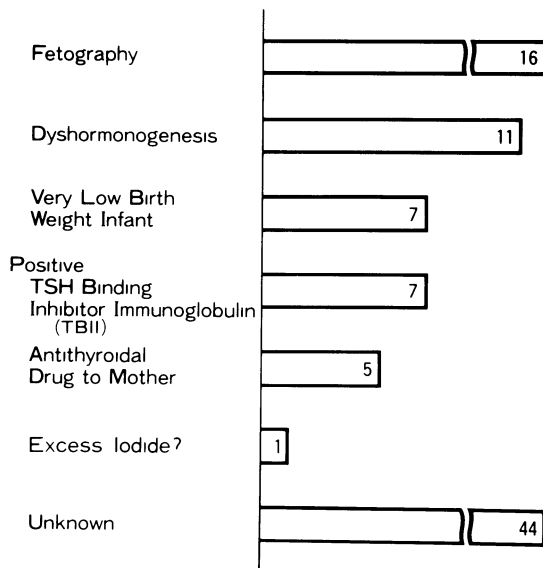 Fetography
16
Dyshormonogenesis
11
Very Low Birth
Weight Infant
7
Positive
TSH Binding
Inhibitor Immunoglobulin
(TBII)
7
Antithyroidal
Drug to Mother
5
Excess Iodide?
1
Unknown
44